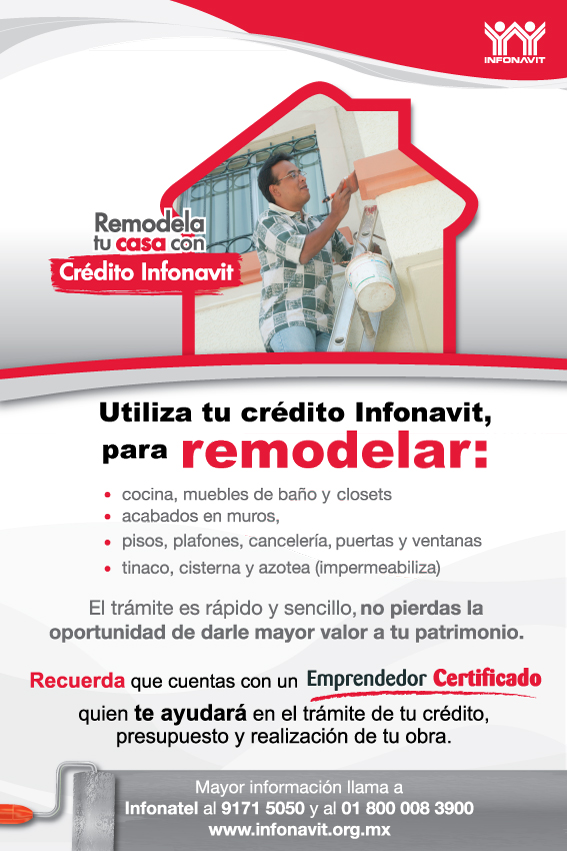 INFONAVIT
Remodela
tu casa con
Crédito Infonavit
Utiliza tu crédito Infonavit,
para remodelar:
• cocina, muebles de baño y closets
• acabados en muros,
• pisos, plafones, cancelería, puertas y ventanas
• tinaco, cisterna y azotea (impermeabiliza)
El trámite es rápido y sencillo, no pierdas la
oportunidad de darle mayor valor a tu patrimonio.
Recuerda que cuentas con un Emprendedor Certificado
quien te ayudará en el trámite de tu crédito,
presupuesto y realización de tu obra.
Mayor información llama a
Infonatel al 9171 5050 y al 01 800 008 3900
www.infonavit.org.mx